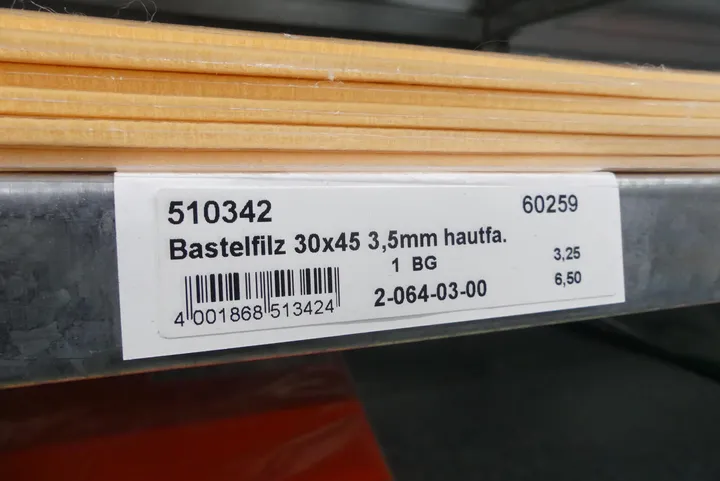 510342 60259
Bastelfilz 30x45 3,5mm hautfa.
1 BG 3,25
2-064-03-00 6,50
4 001868 513424